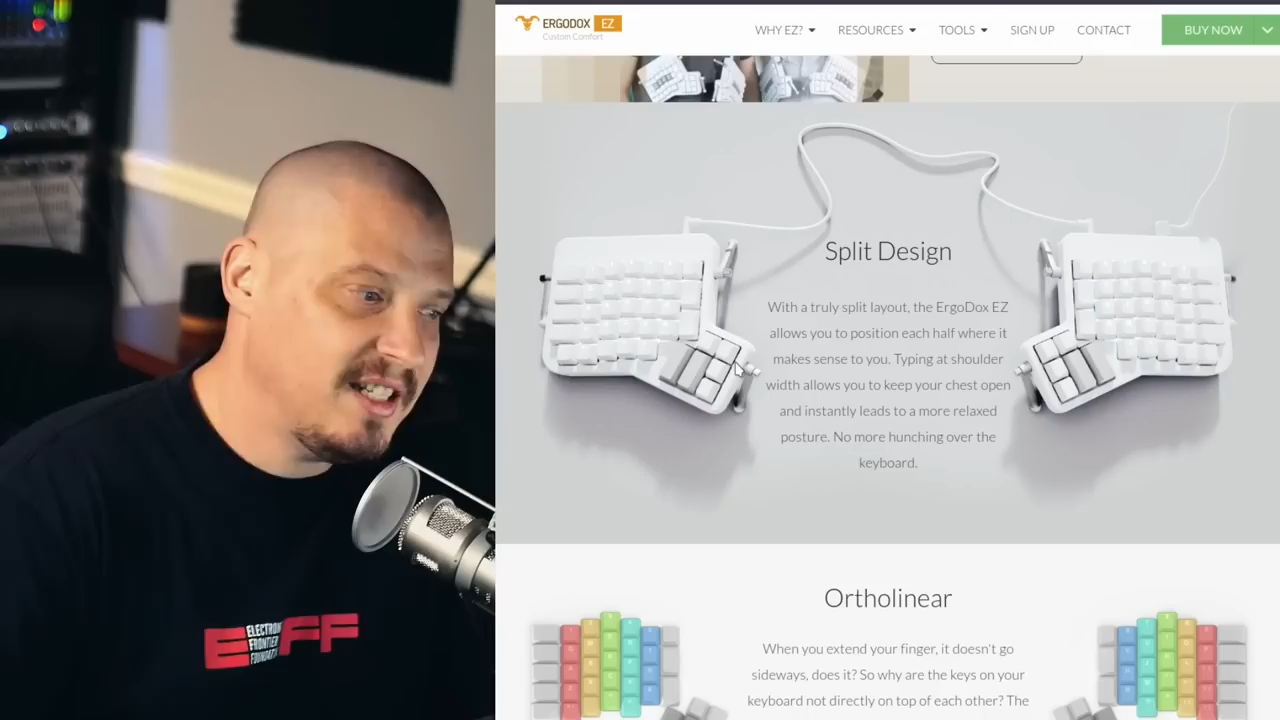 ERGODOX EZ
Custom Comfort
WHY EZ?
RESOURCES
TOOLS
SIGN UP
CONTACT
BUY NOW
Split Design
With a truly split layout, the ErgoDox EZ
allows you to position each half where it
makes sense to you. Typing at shoulder
width allows you to keep your chest open
and instantly leads to a more relaxed
posture. No more hunching over the
keyboard.
Ortholinear
When you extend your finger, it doesn't go
sideways, does it? So why are the keys on your
keyboard not directly on top of each other? The
EFF
ELECTRONIC
FRONTIER
FOUNDATION